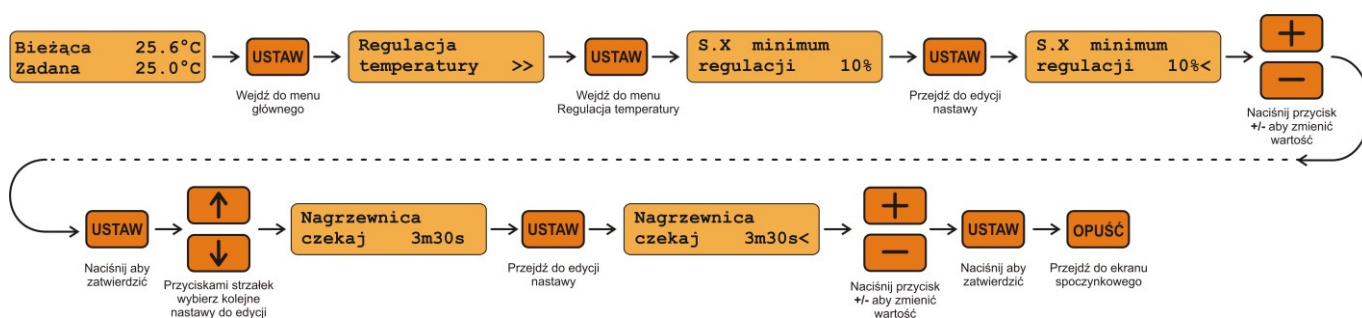 Bieżąca 25.6°C
Zadana 25.0°C
USTAW
Wejdź do menu
głównego
Regulacja
temperatury >>
USTAW
Wejdź do menu
Regulacja temperatury
S.X minimum
regulacji 10%
USTAW
Przejdź do edycji
nastawy
S.X minimum
regulacji 10%<
+
−
Naciśnij przycisk
+/- aby zmienić
wartość
USTAW
Naciśnij aby
zatwierdzić
↑
↓
Przyciskami strzałek
wybierz kolejne
nastawy do edycji
Nagrzewnica
czekaj 3m30s
USTAW
Przejdź do edycji
nastawy
Nagrzewnica
czekaj 3m30s<
+
−
Naciśnij przycisk
+/- aby zmienić
wartość
USTAW
Naciśnij aby
zatwierdzić
OPUŚĆ
Przejdź do ekranu
spoczynkowego